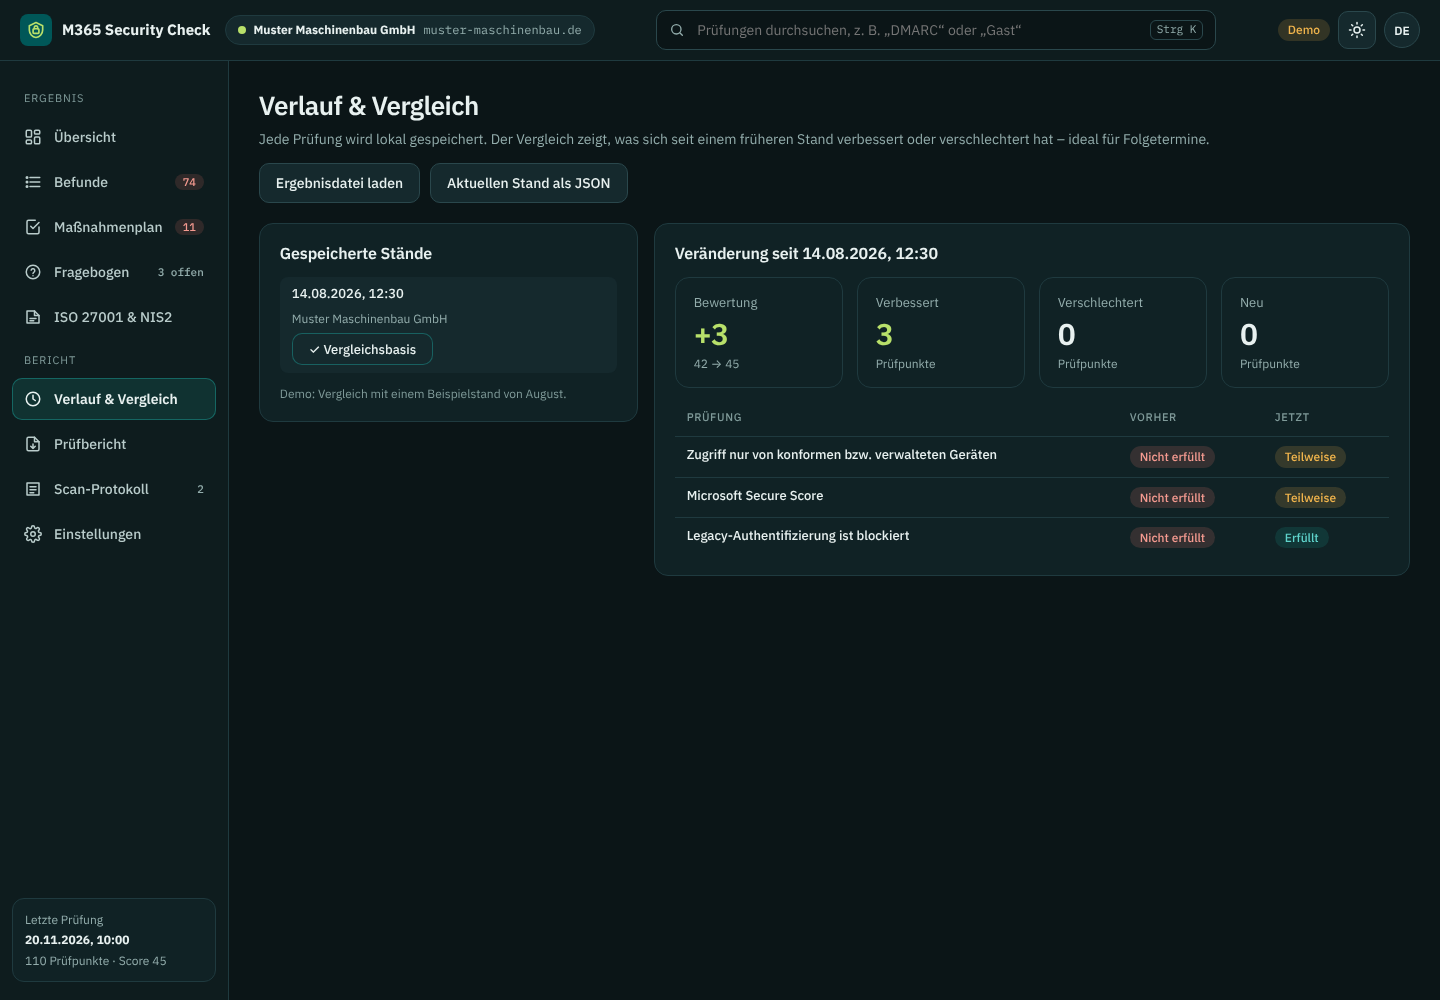 M365 Security Check
Muster Maschinenbau GmbH muster-maschinenbau.de
Prüfungen durchsuchen, z. B. „DMARC“ oder „Gast“
Strg K
Demo
DE
ERGEBNIS
Übersicht
Befunde 74
Maßnahmenplan 11
Fragebogen 3 offen
ISO 27001 & NIS2
BERICHT
Verlauf & Vergleich
Prüfbericht
Scan-Protokoll 2
Einstellungen
Letzte Prüfung
20.11.2026, 10:00
110 Prüfpunkte · Score 45
Verlauf & Vergleich
Jede Prüfung wird lokal gespeichert. Der Vergleich zeigt, was sich seit einem früheren Stand verbessert oder verschlechtert hat – ideal für Folgetermine.
Ergebnisdatei laden
Aktuellen Stand als JSON
Gespeicherte Stände
14.08.2026, 12:30
Muster Maschinenbau GmbH
✓ Vergleichsbasis
Demo: Vergleich mit einem Beispielstand von August.
Veränderung seit 14.08.2026, 12:30
Bewertung
+3
42 → 45
Verbessert
3
Prüfpunkte
Verschlechtert
0
Prüfpunkte
Neu
0
Prüfpunkte
PRÜFUNG VORHER JETZT
Zugriff nur von konformen bzw. verwalteten Geräten Nicht erfüllt Teilweise
Microsoft Secure Score Nicht erfüllt Teilweise
Legacy-Authentifizierung ist blockiert Nicht erfüllt Erfüllt